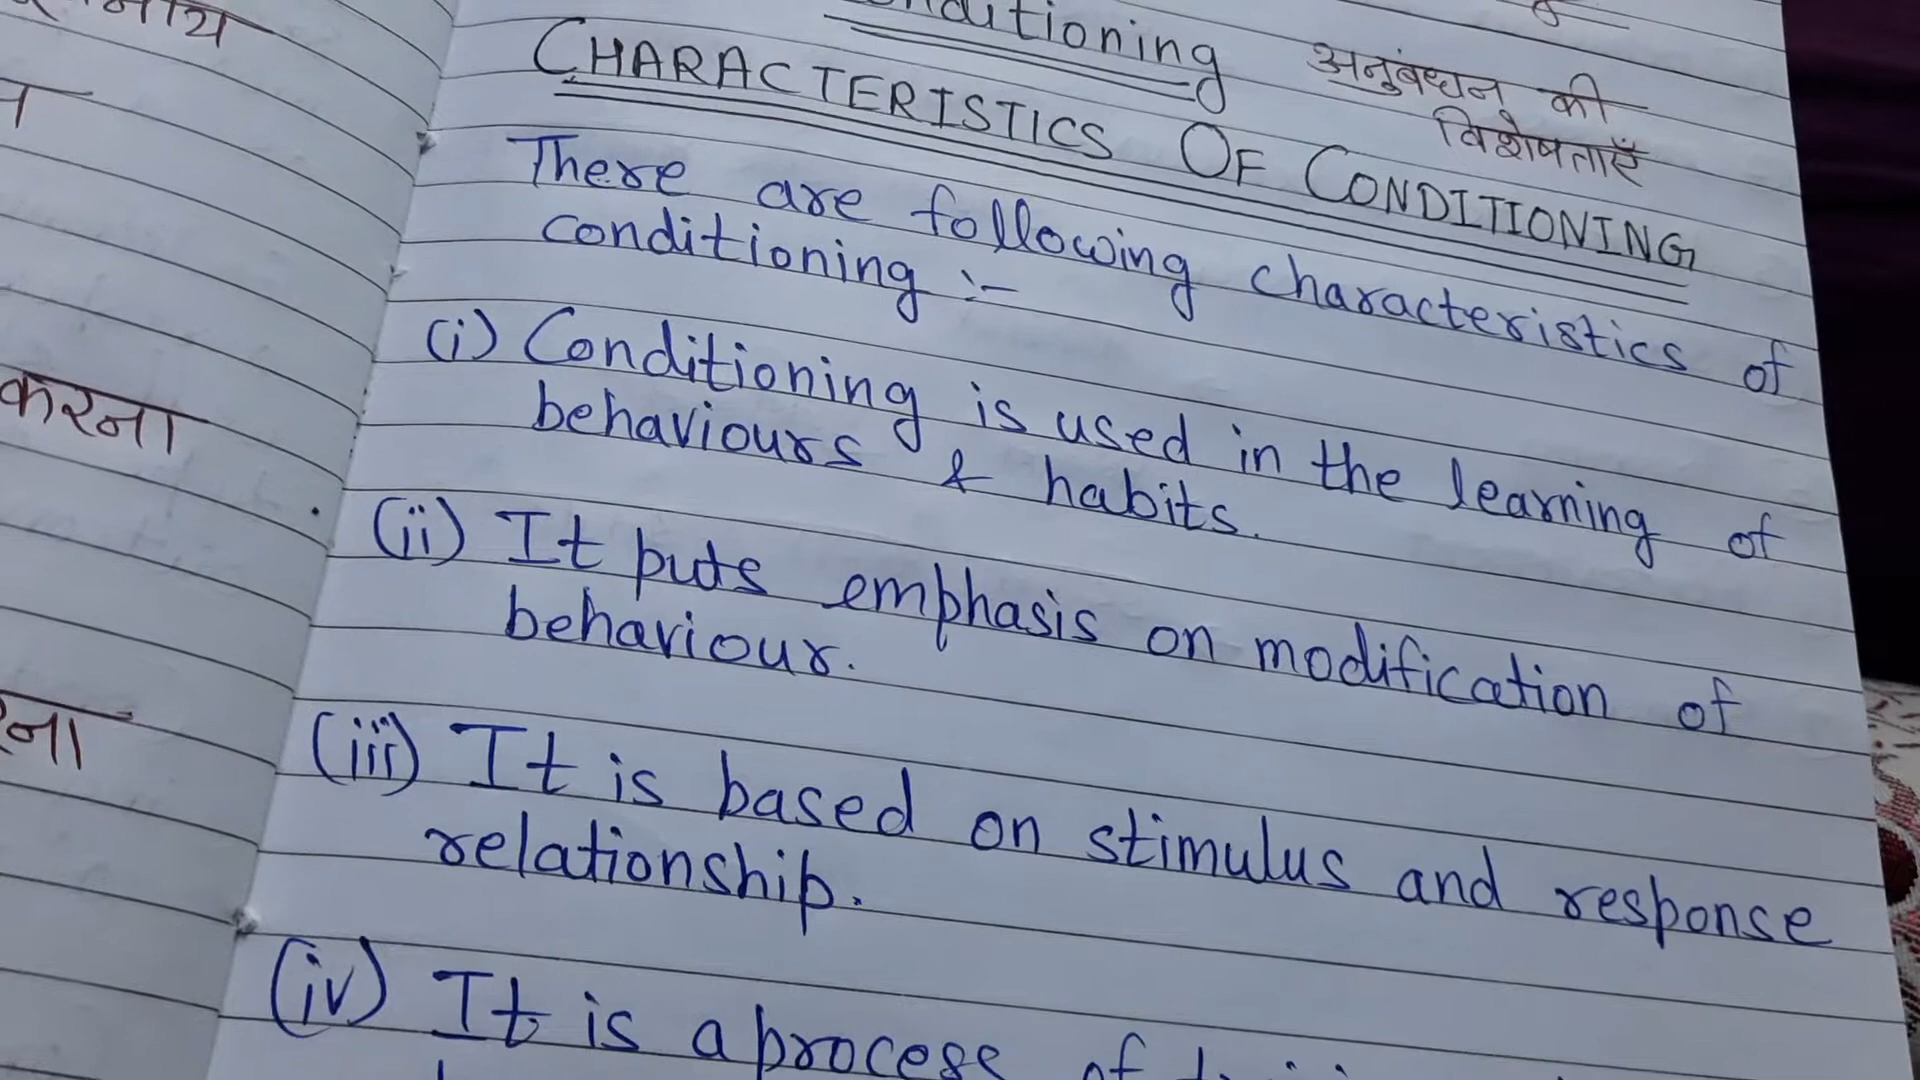 करना
Conditioning
अनुबंधन की
विशेषताएँ
CHARACTERISTICS OF CONDITIONING
There are following characteristics of
conditioning :-
(i) Conditioning is used in the learning of
behaviours & habits.
(ii) It puts emphasis on modification of
behaviour.
(iii) It is based on stimulus and response
relationship.
(iv) It is a process of